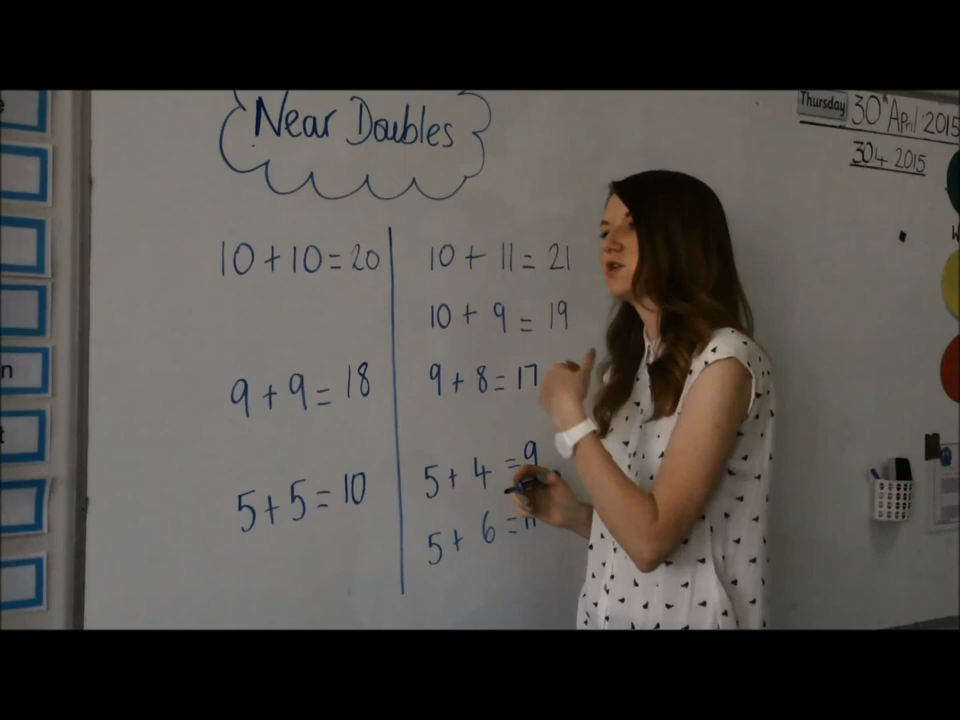 Near Doubles
Thursday 30th April 2015
30 4 2015
10 + 10 = 20
10 + 11 = 21
10 + 9 = 19
9 + 9 = 18
9 + 8 = 17
5 + 5 = 10
5 + 4 = 9
5 + 6 = 11
n